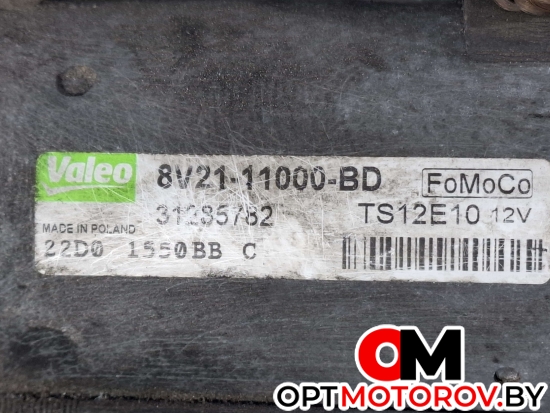 Valeo
8V21-11000-BD
FoMoCo
31285782
TS12E10 12V
MADE IN POLAND
22D0 1550BB C
OM
OPTMOTOROV.BY